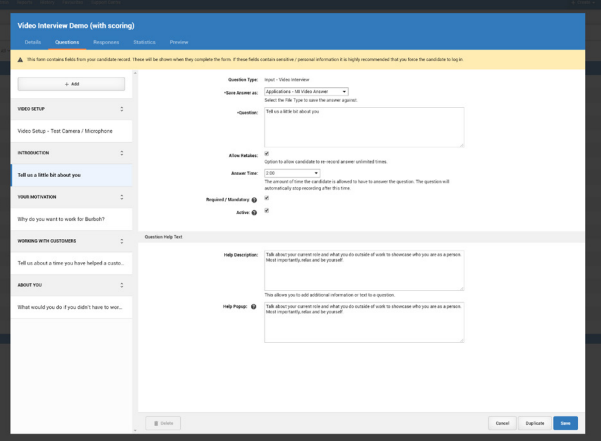 Video Interview Demo (with scoring)
Details Questions Responses Statistics Preview
This form contains fields from your candidate record. These will be shown when they complete the form. If these fields contain sensitive / personal information it is highly recommended that you force the candidate to log in.
+ Add
VIDEO SETUP
Video Setup - Test Camera / Microphone
INTRODUCTION
Tell us a little bit about you
YOUR MOTIVATION
Why do you want to work for
WORKING WITH CUSTOMERS
Tell us about a time you have helped a custo...
ABOUT YOU
What would you do if you didn't have to wor...
Question Type: Input - Video Interview
*Save Answer as: Applications - MI Video Answer
Select the File Type to save the answer against.
*Question: Tell us a little bit about you
Allow Retakes:
Option to allow candidate to re-record answer unlimited times.
Answer Time: 2:00
The amount of time the candidate is allowed to have to answer the question. The question will
automatically stop recording after this time.
Required / Mandatory:
Active:
Question Help Text
Help Description: Talk about your current role and what you do outside of work to showcase who you are as a person.
Most importantly, relax and be yourself.
This allows you to add additional information or text to a question.
Help Popup: Talk about your current role and what you do outside of work to showcase who you are as a person.
Most importantly, relax and be yourself.
Delete
Cancel Duplicate Save